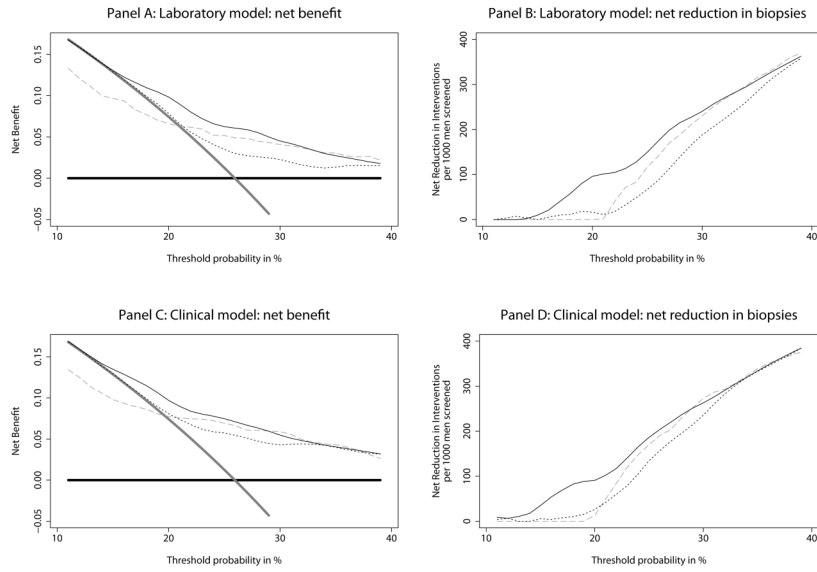 Panel A: Laboratory model: net benefit
Net Benefit
0.15
0.10
0.05
0.00
−0.05
10
20
30
40
Threshold probability in %
Panel B: Laboratory model: net reduction in biopsies
Net Reduction in Interventions
per 1000 men screened
400
300
200
100
0
10
20
30
40
Threshold probability in %
Panel C: Clinical model: net benefit
Net Benefit
0.15
0.10
0.05
0.00
−0.05
10
20
30
40
Threshold probability in %
Panel D: Clinical model: net reduction in biopsies
Net Reduction in Interventions
per 1000 men screened
400
300
200
100
0
10
20
30
40
Threshold probability in %